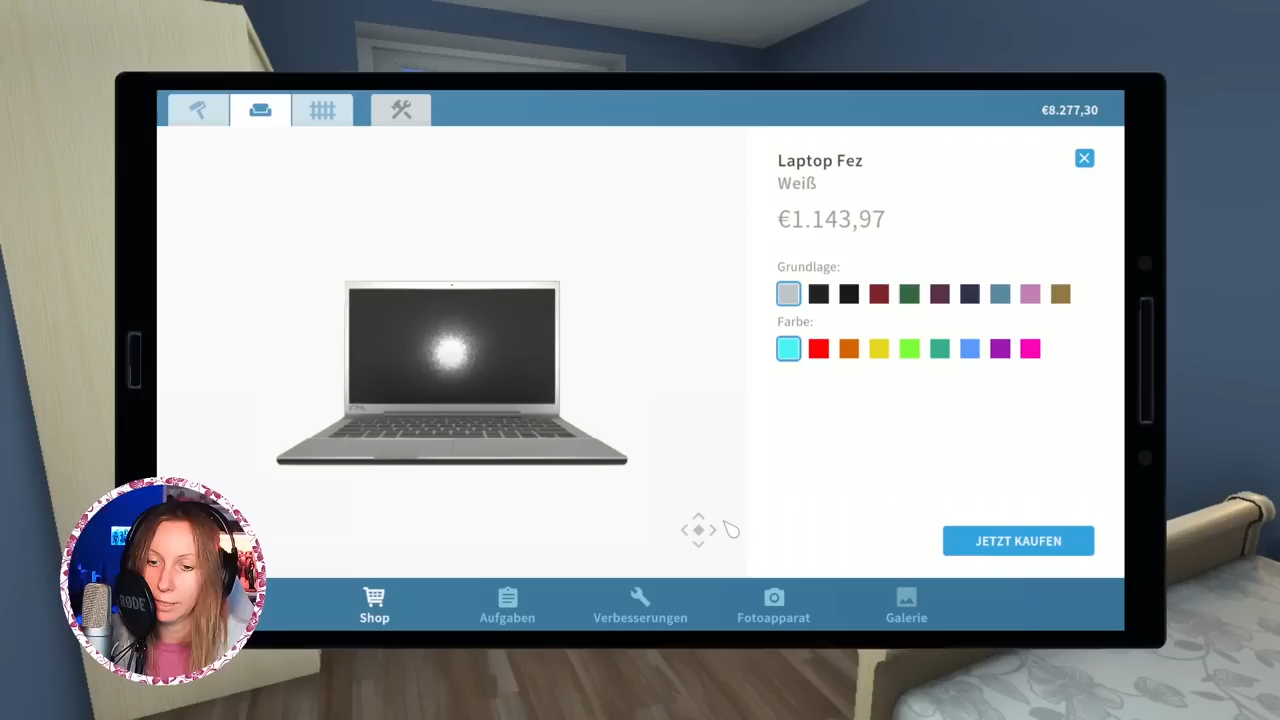 €8.277,30
Laptop Fez
Weiß
€1.143,97
Grundlage:
Farbe:
JETZT KAUFEN
RØDE
Shop
Aufgaben
Verbesserungen
Fotoapparat
Galerie